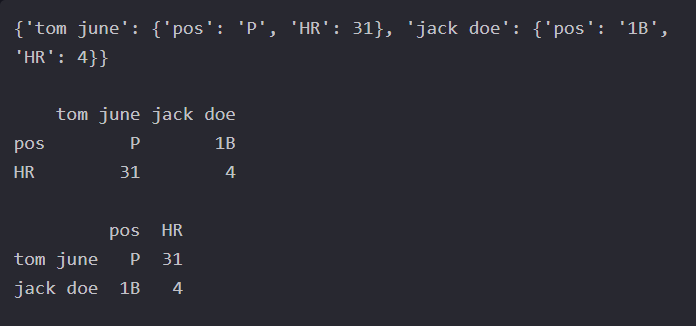 {'tom june': {'pos': 'P', 'HR': 31}, 'jack doe': {'pos': '1B',
'HR': 4}}
    tom june jack doe
pos        P       1B
HR        31        4
         pos  HR
tom june   P  31
jack doe  1B   4